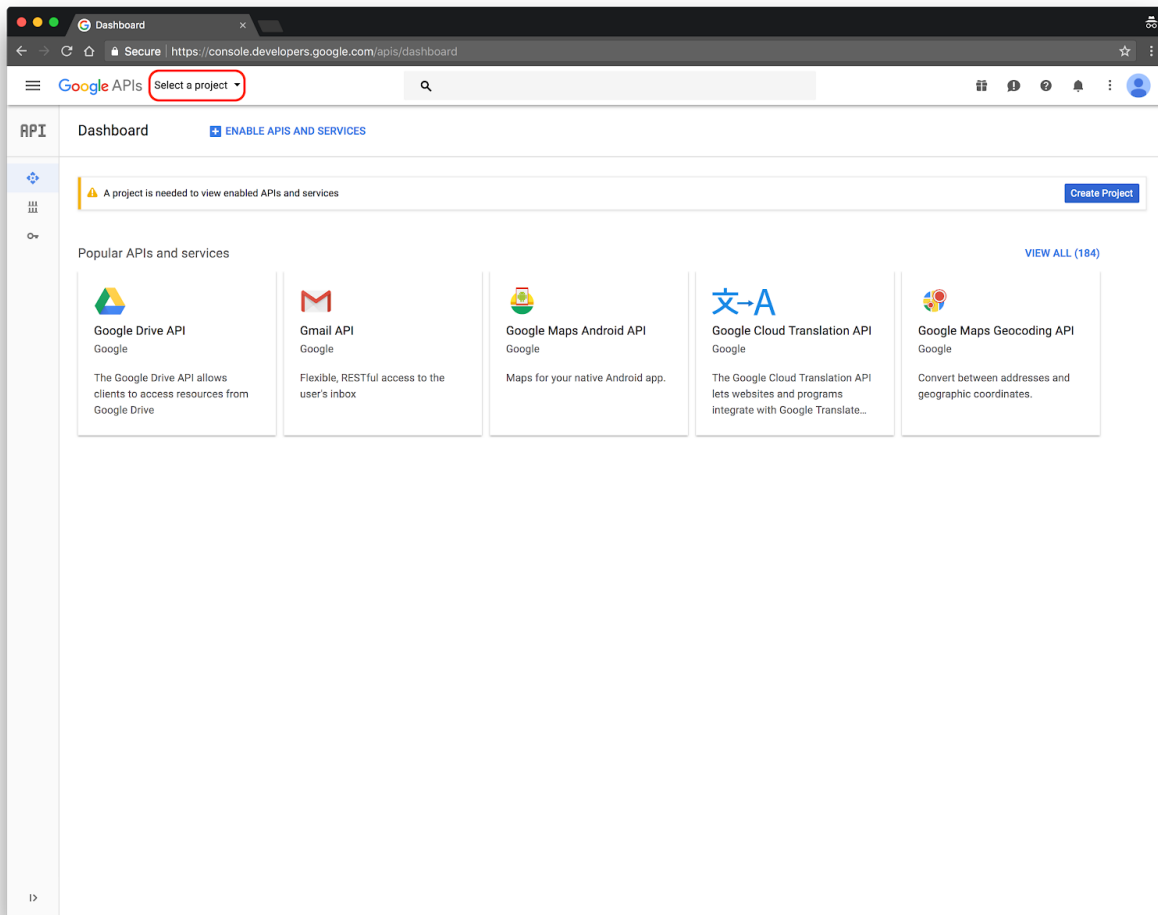 Dashboard
Secure https://console.developers.google.com/apis/dashboard
Google APIs Select a project
API Dashboard ENABLE APIS AND SERVICES
A project is needed to view enabled APIs and services Create Project
Popular APIs and services VIEW ALL (184)
文→A
Google Drive API Gmail API Google Maps Android API Google Cloud Translation API Google Maps Geocoding API
Google Google Google Google Google
The Google Drive API allows Flexible, RESTful access to the Maps for your native Android app. The Google Cloud Translation API Convert between addresses and
clients to access resources from user's inbox lets websites and programs geographic coordinates.
Google Drive integrate with Google Translate...